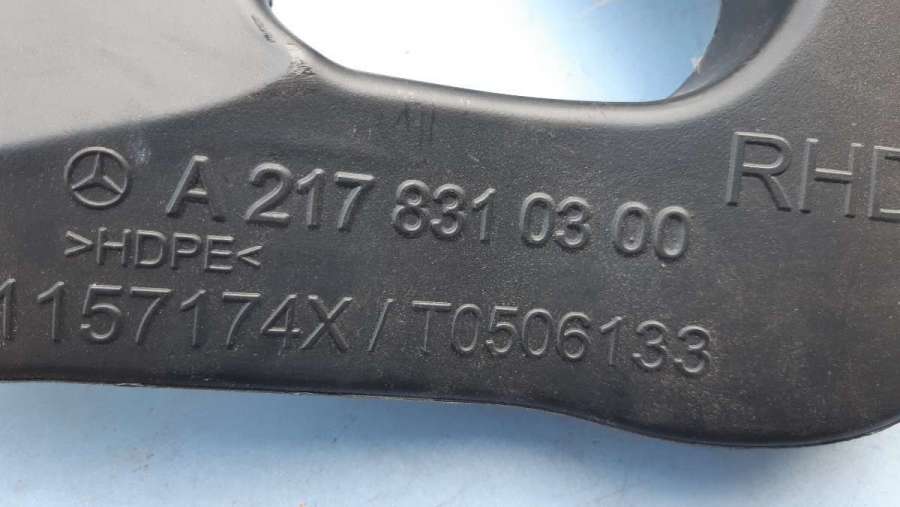 A 217 831 03 00
RHD
>HDPE<
1157174X / T0506133